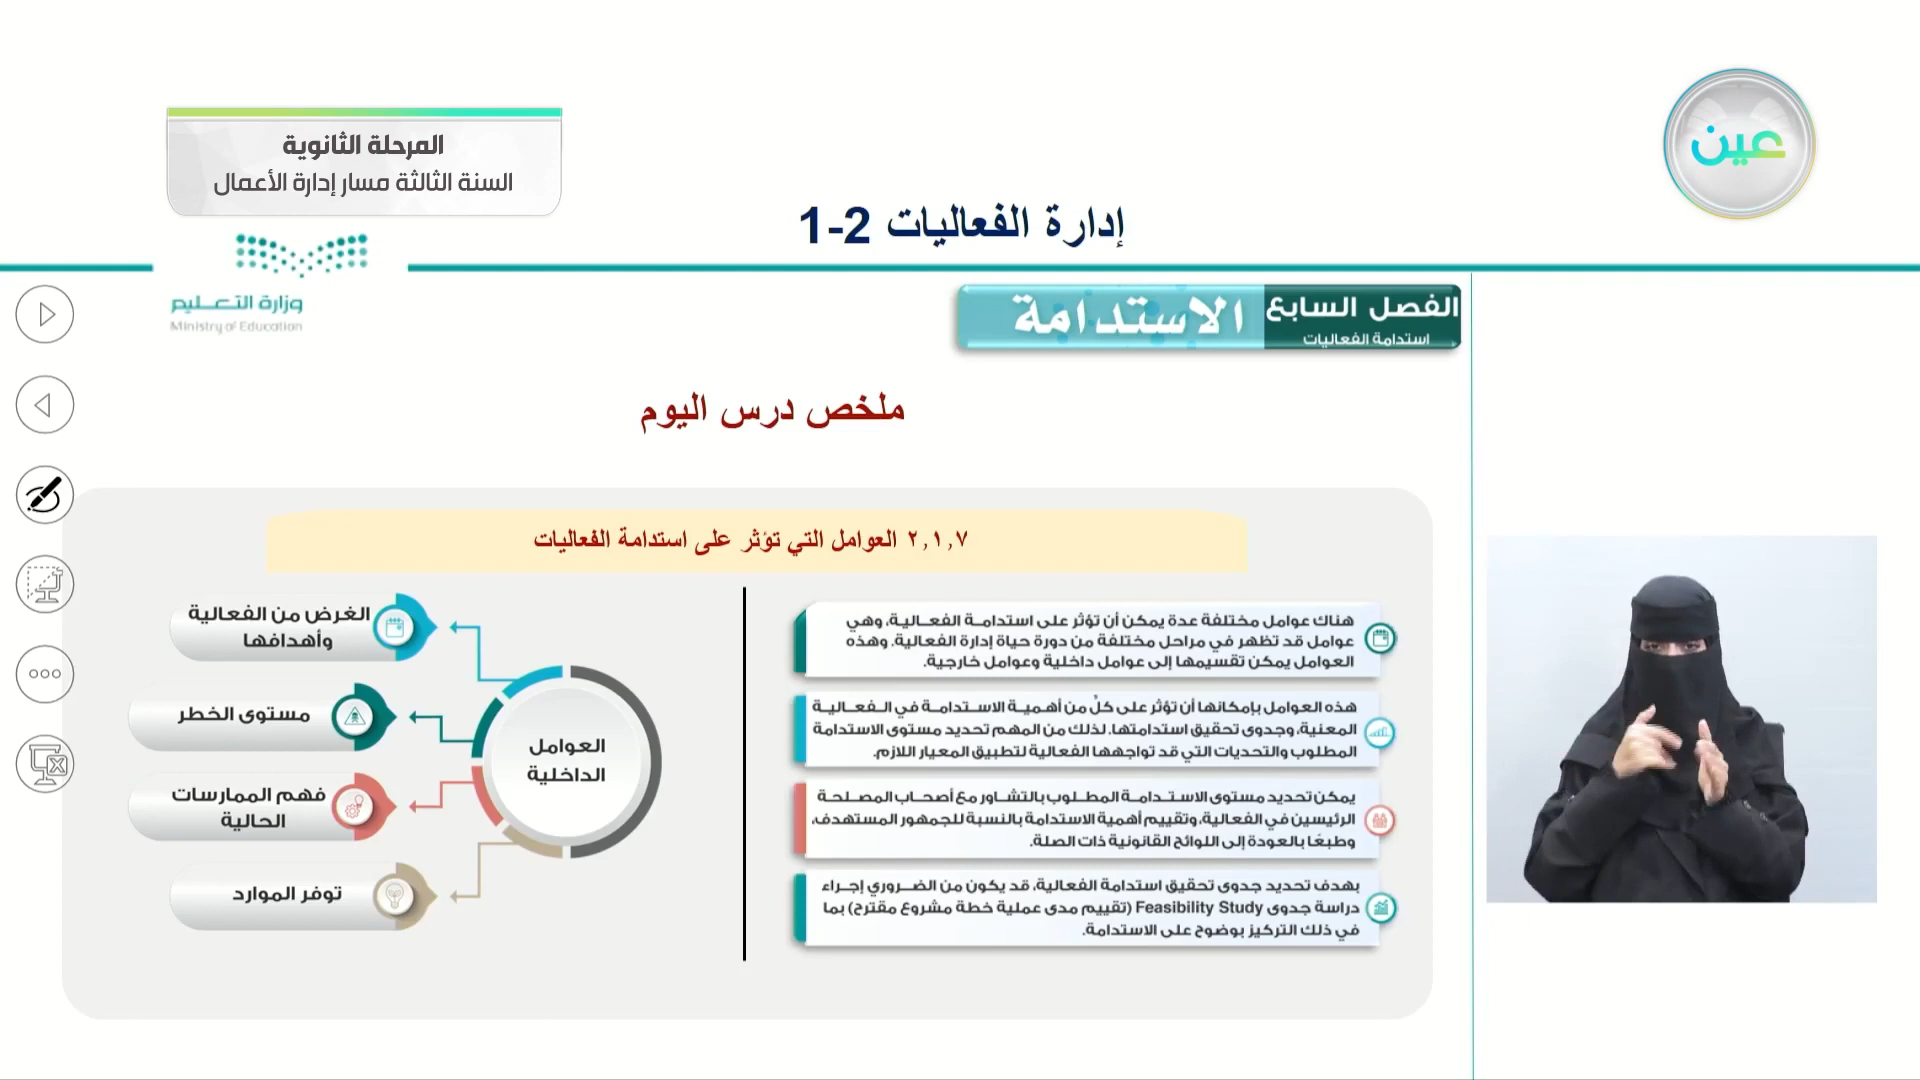 عين
المرحلة الثانوية
السنة الثالثة مسار إدارة الأعمال
إدارة الفعاليات 2-1
وزارة التعليم
Ministry of Education
الفصل السابع
استدامة الفعاليات
الاستدامة
ملخص درس اليوم
٢,١,٧ العوامل التي تؤثر على استدامة الفعاليات
هناك عوامل مختلفة عدة يمكن أن تؤثر على استدامة الفعالية، وهي
عوامل قد تظهر في مراحل مختلفة من دورة حياة إدارة الفعالية. وهذه
العوامل يمكن تقسيمها إلى عوامل داخلية وعوامل خارجية.
هذه العوامل بإمكانها أن تؤثر على كلٍّ من أهمية الاستدامة في الفعالية
المعنية، وجدوى تحقيق استدامتها. لذلك من المهم تحديد مستوى الاستدامة
المطلوب والتحديات التي قد تواجهها الفعالية لتطبيق المعيار اللازم.
يمكن تحديد مستوى الاستدامة المطلوب بالتشاور مع أصحاب المصلحة
الرئيسين في الفعالية، وتقييم أهمية الاستدامة بالنسبة للجمهور المستهدف،
وطبعًا بالعودة إلى اللوائح القانونية ذات الصلة.
بهدف تحديد جدوى تحقيق استدامة الفعالية، قد يكون من الضروري إجراء
دراسة جدوى Feasibility Study (تقييم مدى عملية خطة مشروع مقترح) بما
في ذلك التركيز بوضوح على الاستدامة.
العوامل
الداخلية
الغرض من الفعالية
وأهدافها
مستوى الخطر
فهم الممارسات
الحالية
توفر الموارد